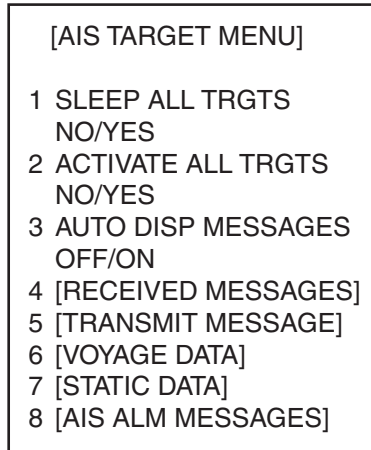 [AIS TARGET MENU]
1 SLEEP ALL TRGTS
NO/YES
2 ACTIVATE ALL TRGTS
NO/YES
3 AUTO DISP MESSAGES
OFF/ON
4 [RECEIVED MESSAGES]
5 [TRANSMIT MESSAGE]
6 [VOYAGE DATA]
7 [STATIC DATA]
8 [AIS ALM MESSAGES]